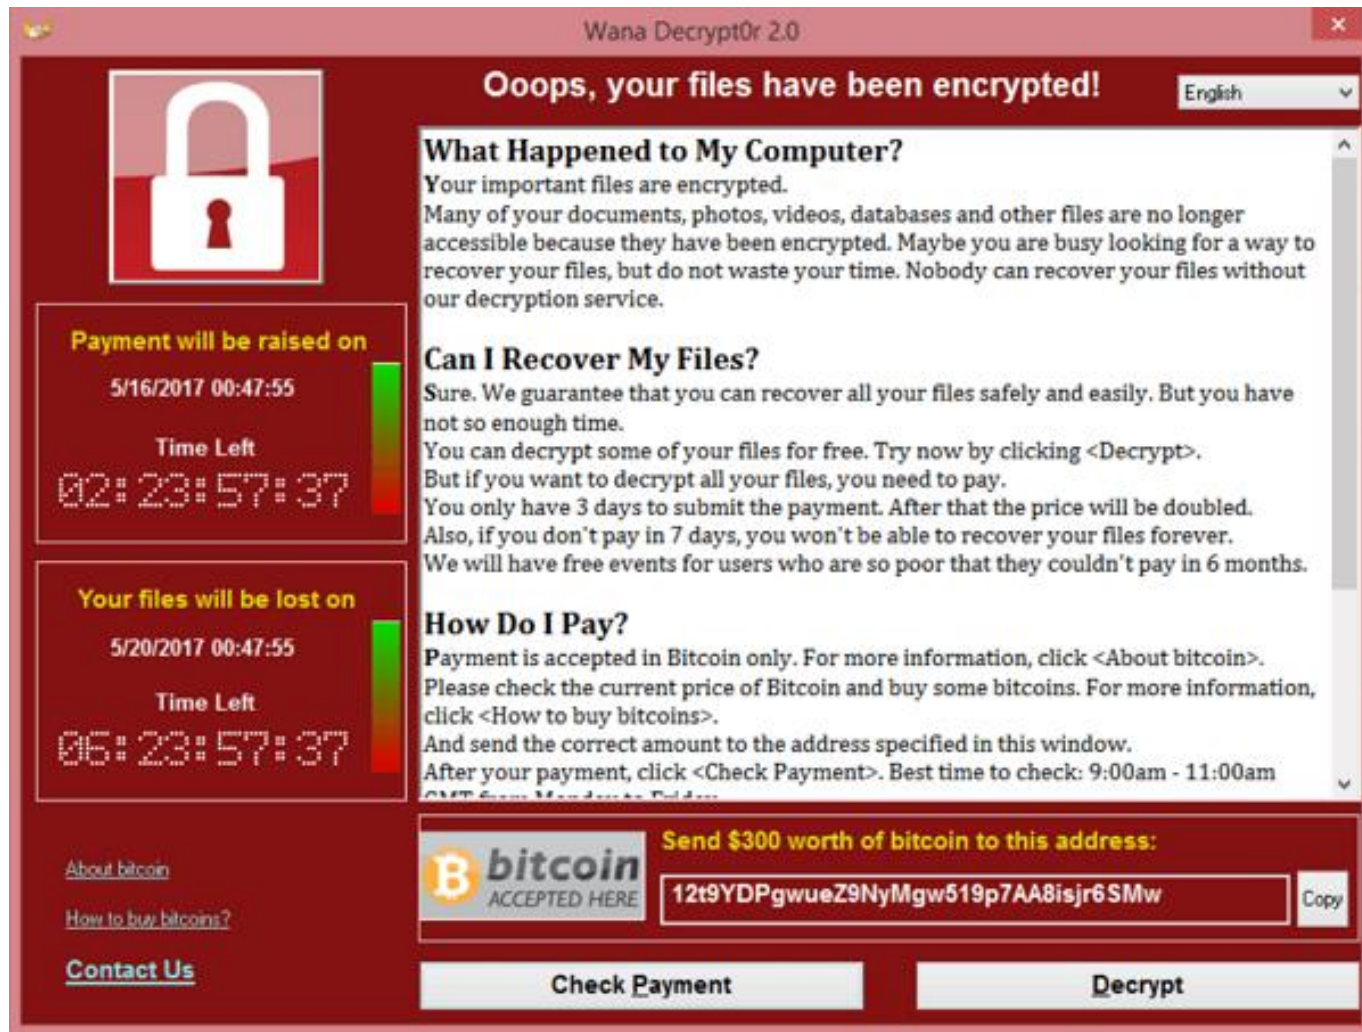 Wana Decrypt0r 2.0
Ooops, your files have been encrypted!
English
What Happened to My Computer?
Your important files are encrypted.
Many of your documents, photos, videos, databases and other files are no longer
accessible because they have been encrypted. Maybe you are busy looking for a way to
recover your files, but do not waste your time. Nobody can recover your files without
our decryption service.
Can I Recover My Files?
Sure. We guarantee that you can recover all your files safely and easily. But you have
not so enough time.
You can decrypt some of your files for free. Try now by clicking <Decrypt>.
But if you want to decrypt all your files, you need to pay.
You only have 3 days to submit the payment. After that the price will be doubled.
Also, if you don't pay in 7 days, you won't be able to recover your files forever.
We will have free events for users who are so poor that they couldn't pay in 6 months.
How Do I Pay?
Payment is accepted in Bitcoin only. For more information, click <About bitcoin>.
Please check the current price of Bitcoin and buy some bitcoins. For more information,
click <How to buy bitcoins>.
And send the correct amount to the address specified in this window.
After your payment, click <Check Payment>. Best time to check: 9:00am - 11:00am
GMT from Monday to Friday.
Payment will be raised on
5/16/2017 00:47:55
Time Left
02:23:57:37
Your files will be lost on
5/20/2017 00:47:55
Time Left
06:23:57:37
About bitcoin
How to buy bitcoins?
Contact Us
bitcoin
ACCEPTED HERE
Send $300 worth of bitcoin to this address:
12t9YDPgwueZ9NyMgw519p7AA8isjr6SMw
Copy
Check Payment
Decrypt